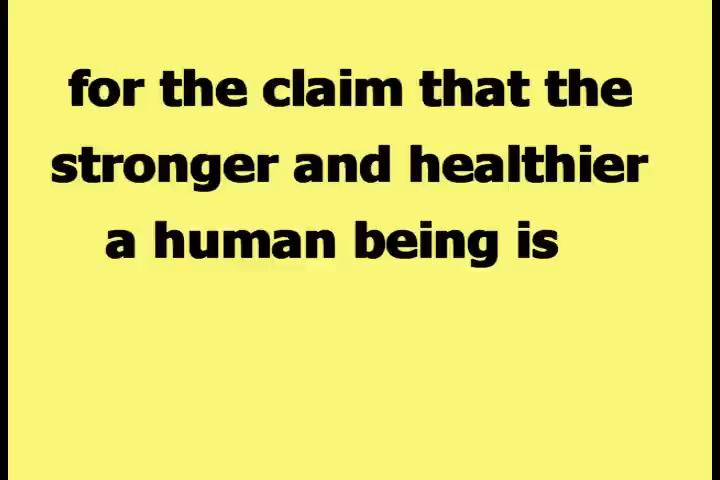 for the claim that the
stronger and healthier
a human being is